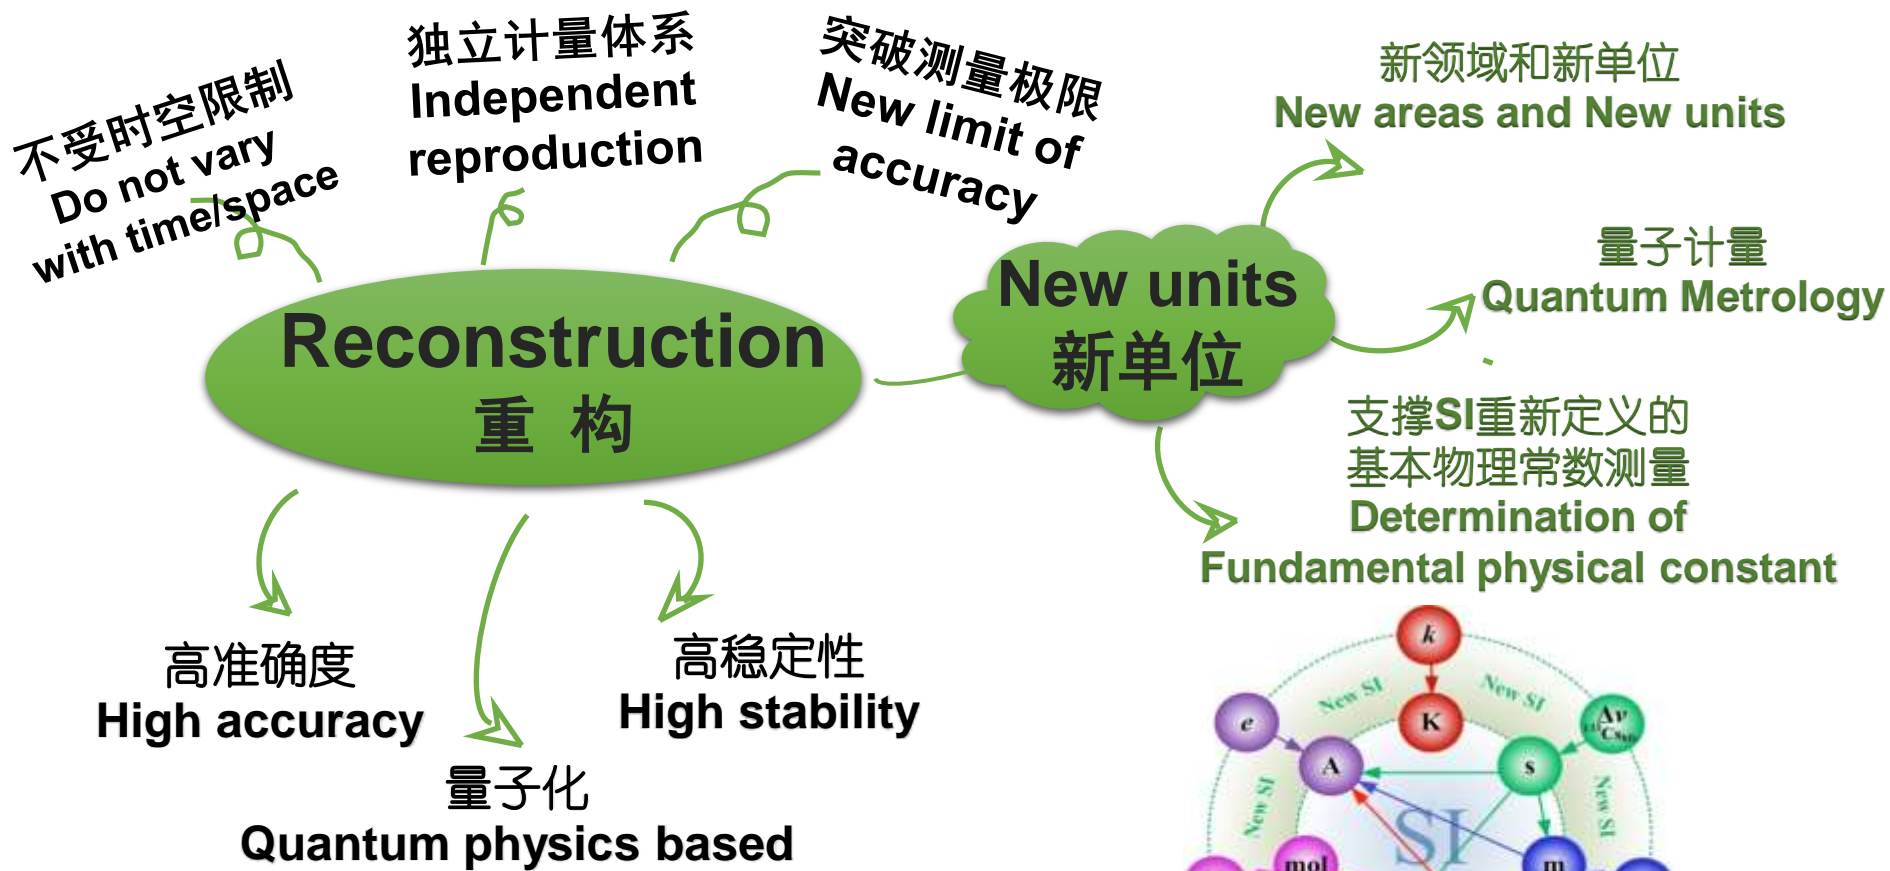 不受时空限制
Do not vary
with time/space
独立计量体系
Independent
reproduction
突破测量极限
New limit of
accuracy
Reconstruction
重 构
高准确度
High accuracy
量子化
Quantum physics based
高稳定性
High stability
New units
新单位
新领域和新单位
New areas and New units
量子计量
Quantum Metrology
支撑SI重新定义的
基本物理常数测量
Determination of
Fundamental physical constant
k
New SI
New SI
e
K
Δν
A
s
New SI
New SI
SI
mol
m